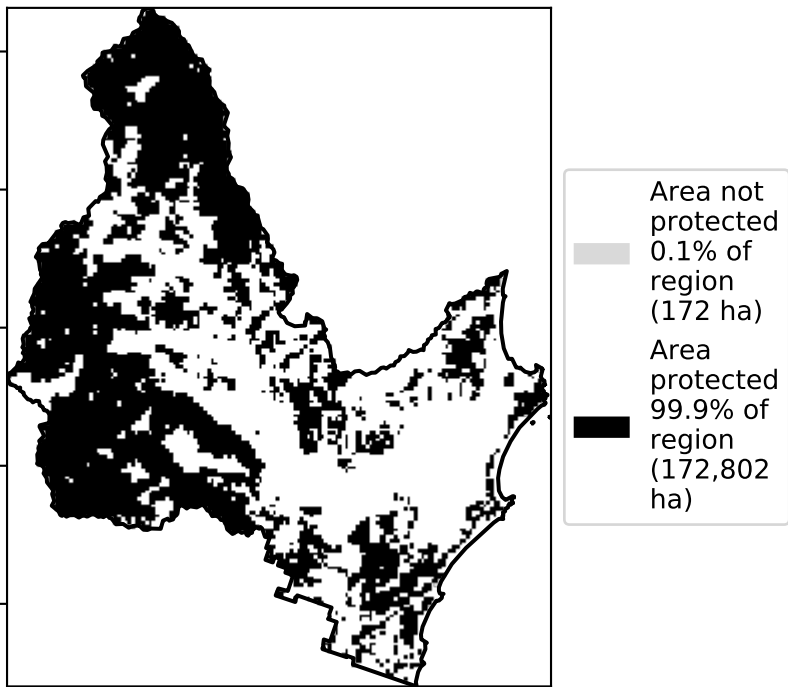 Area not
protected
0.1% of
region
(172 ha)
Area
protected
99.9% of
region
(172,802
ha)